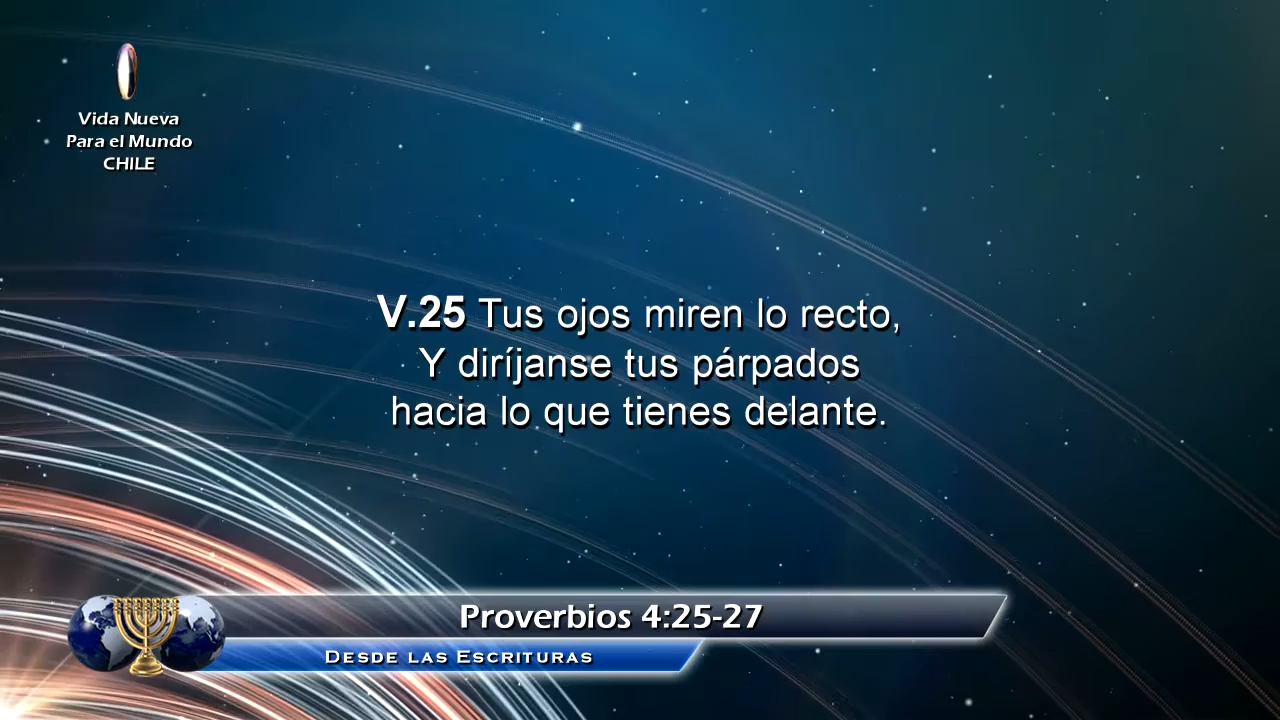 Vida Nueva
Para el Mundo
CHILE
V.25 Tus ojos miren lo recto,
Y diríjanse tus párpados
hacia lo que tienes delante.
Proverbios 4:25-27
Desde las Escrituras